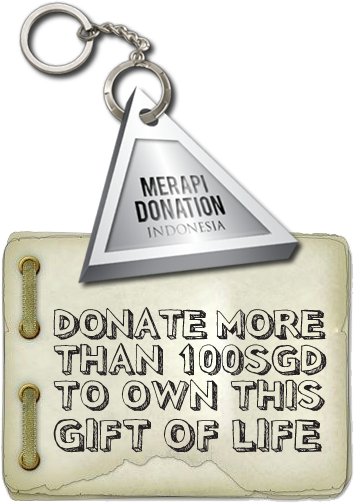 MERAPI
DONATION
INDONESIA
DONATE MORE
THAN 100SGD
TO OWN THIS
GIFT OF LIFE